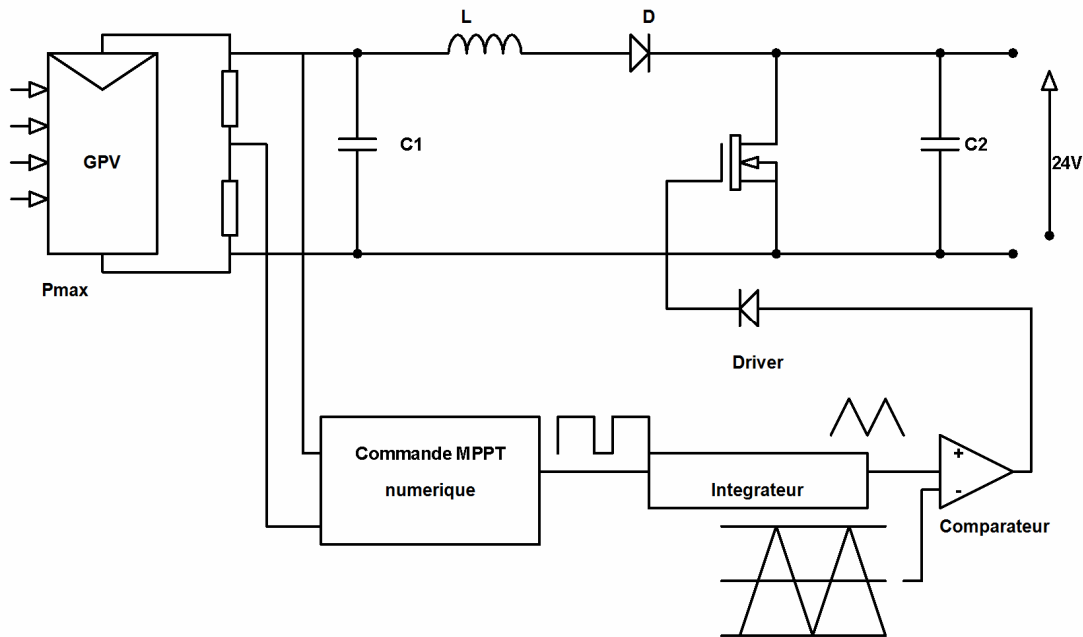 L
D
C1
C2
24V
GPV
Pmax
Driver
Commande MPPT
numerique
Integrateur
+
-
Comparateur